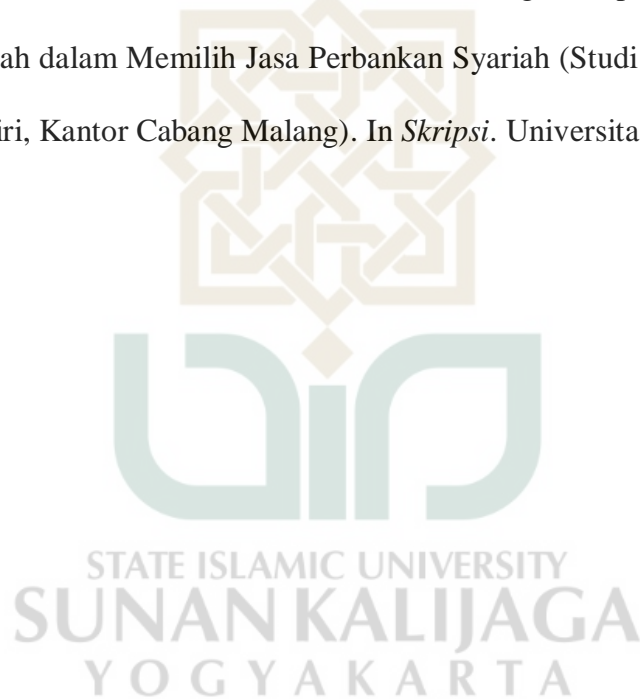 ah dalam Memilih Jasa Perbankan Syariah (Studi
iri, Kantor Cabang Malang). In Skripsi. Universita
STATE ISLAMIC UNIVERSITY
SUNAN KALIJAGA
YOGYAKARTA